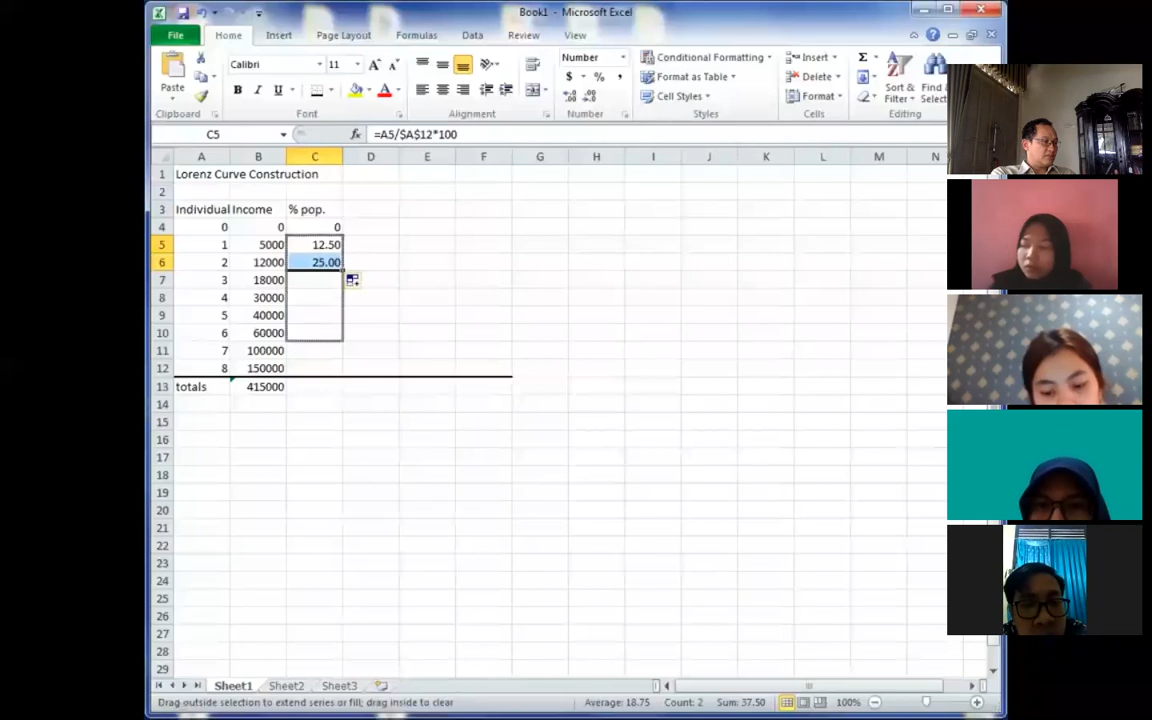 Book1 - Microsoft Excel
File Home Insert Page Layout Formulas Data Review View
Calibri 11 Number Conditional Formatting Insert Σ
Paste B I U A $ % , Format as Table Delete Sort & Find &
Cell Styles Format Filter Select
Clipboard Font Alignment Number Styles Cells Editing
C5 fx =A5/$A$12*100
A B C D E F G H I J K L M N
1 Lorenz Curve Construction
2
3 Individual Income % pop.
4 0 0 0
5 1 5000 12.50
6 2 12000 25.00
7 3 18000
8 4 30000
9 5 40000
10 6 60000
11 7 100000
12 8 150000
13 totals 415000
14
15
16
17
18
19
20
21
22
23
24
25
26
27
28
29
Sheet1 Sheet2 Sheet3
Drag outside selection to extend series or fill; drag inside to clear Average: 18.75 Count: 2 Sum: 37.50 100%